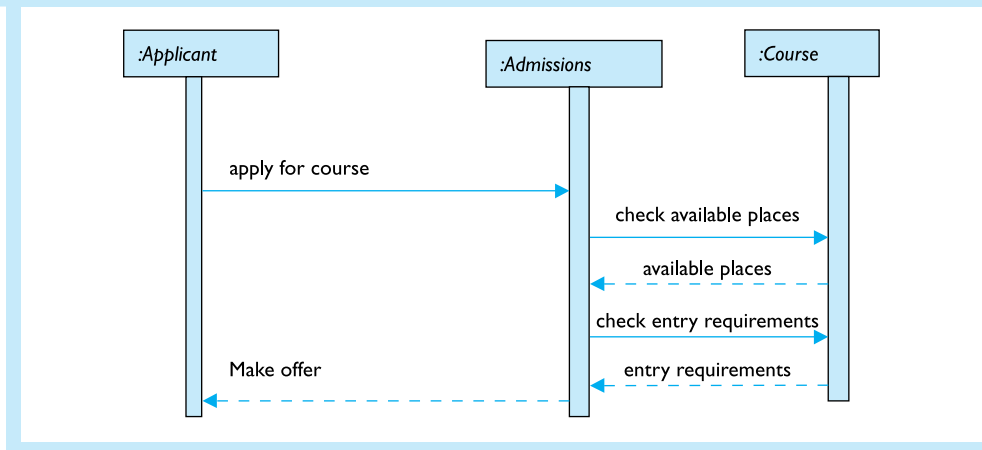 :Applicant
:Admissions
:Course
apply for course
check available places
available places
check entry requirements
Make offer
entry requirements